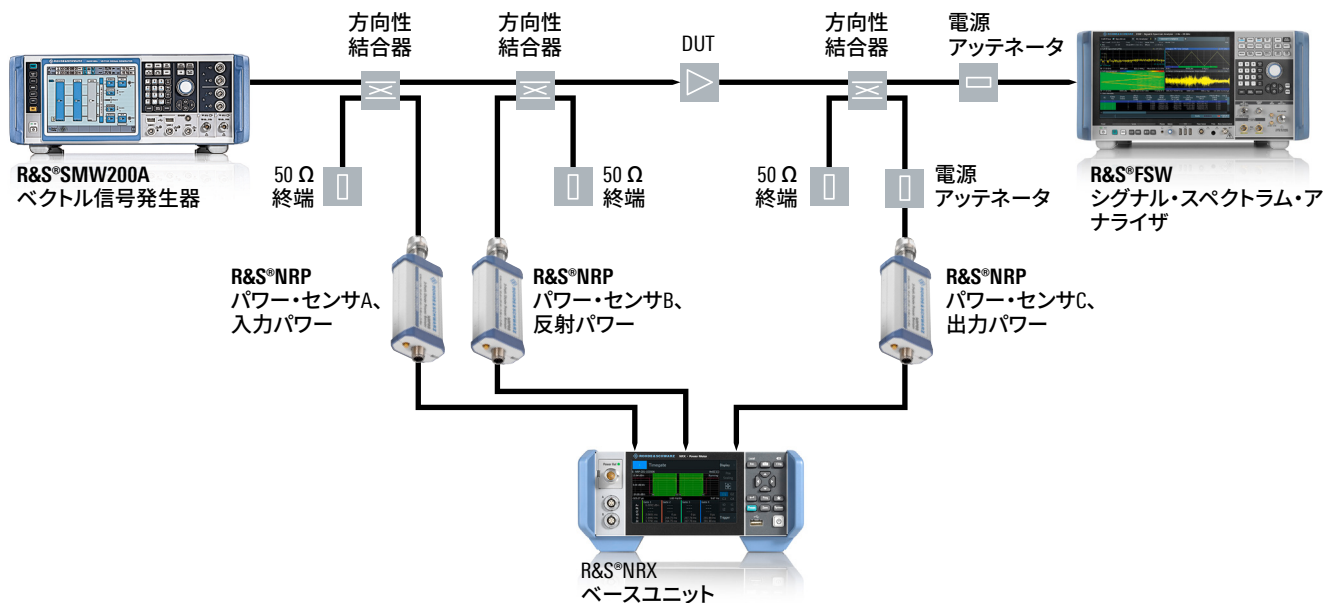 方向性
結合器
方向性
結合器
DUT
方向性
結合器
電源
アッテネータ
R&S®SMW200A
ベクトル信号発生器
50 Ω
終端
50 Ω
終端
50 Ω
終端
電源
アッテネータ
R&S®FSW
シグナル・スペクトラム・ア
ナライザ
R&S®NRP
パワー・センサA、
入力パワー
R&S®NRP
パワー・センサB、
反射パワー
R&S®NRP
パワー・センサC、
出力パワー
R&S®NRX
ベースユニット